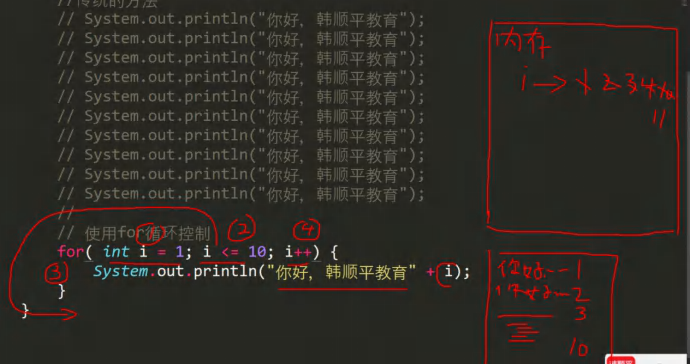 //传统的方法
// System.out.println("你好, 韩顺平教育");
// System.out.println("你好, 韩顺平教育");
// System.out.println("你好, 韩顺平教育");
// System.out.println("你好, 韩顺平教育");
// System.out.println("你好, 韩顺平教育");
// System.out.println("你好, 韩顺平教育");
// System.out.println("你好, 韩顺平教育");
// System.out.println("你好, 韩顺平教育");
// System.out.println("你好, 韩顺平教育");
// System.out.println("你好, 韩顺平教育");
//
// 使用for循环控制
① ② ④
for( int i = 1; i <= 10; i++) {
③ System.out.println("你好, 韩顺平教育" + i);
}
}
内存
i → 1 2 3 4
11
你好--1
你好--2
3
10